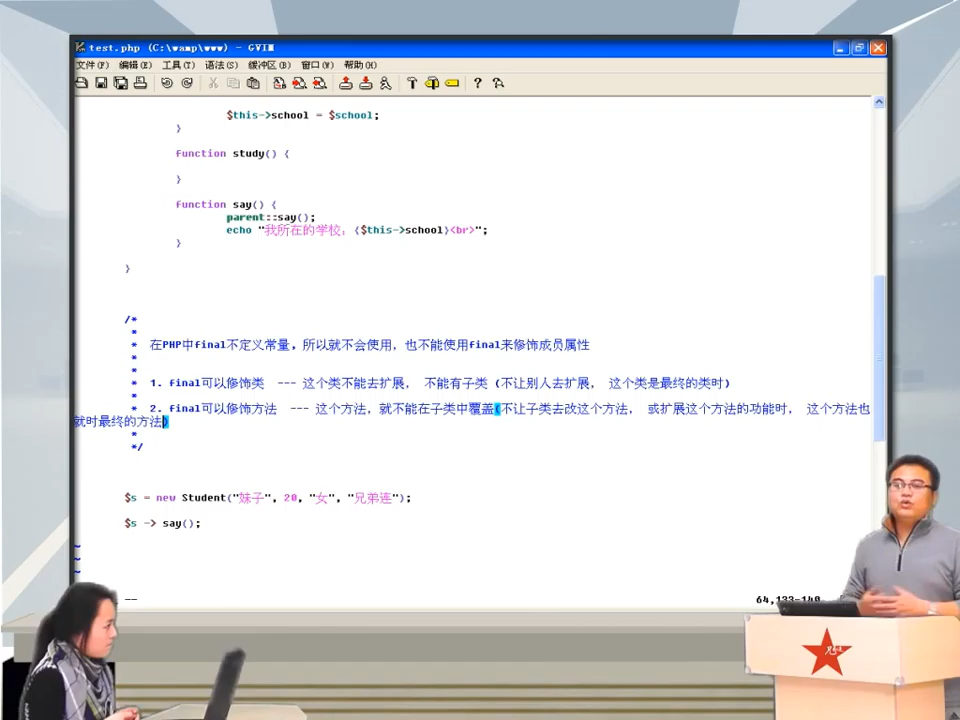 test.php (C:\wamp\www) - GVIM
文件(F) 编辑(E) 工具(T) 语法(S) 缓冲区(B) 窗口(W) 帮助(H)
$this->school = $school;
}
function study() {
}
function say() {
parent::say();
echo "我所在的学校：{$this->school}<br>";
}
}
/*
*
* 在PHP中final不定义常量，所以就不会使用，也不能使用final来修饰成员属性
*
*
* 1. final可以修饰类 --- 这个类不能去扩展， 不能有子类 (不让别人去扩展， 这个类是最终的类时)
*
* 2. final可以修饰方法 --- 这个方法，就不能在子类中覆盖(不让子类去改这个方法， 或扩展这个方法的功能时， 这个方法也
就时最终的方法)
*
*/
$s = new Student("妹子", 20, "女", "兄弟连");
$s -> say();
~
~
~
--
64,133-140
兄弟连